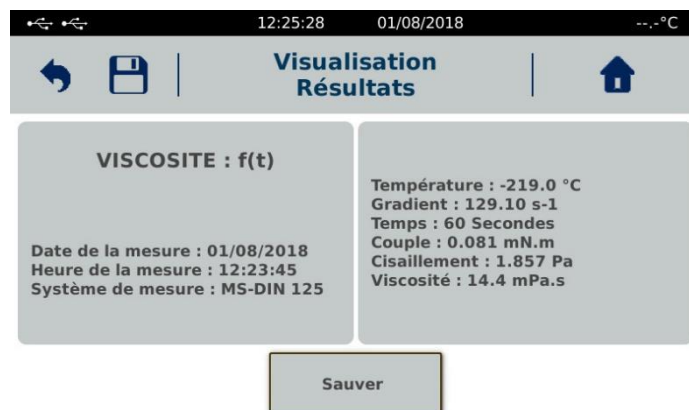 12:25:28 01/08/2018 --.-°C
Visualisation
Résultats
VISCOSITE : f(t)
Date de la mesure : 01/08/2018
Heure de la mesure : 12:23:45
Système de mesure : MS-DIN 125
Température : -219.0 °C
Gradient : 129.10 s-1
Temps : 60 Secondes
Couple : 0.081 mN.m
Cisaillement : 1.857 Pa
Viscosité : 14.4 mPa.s
Sauver